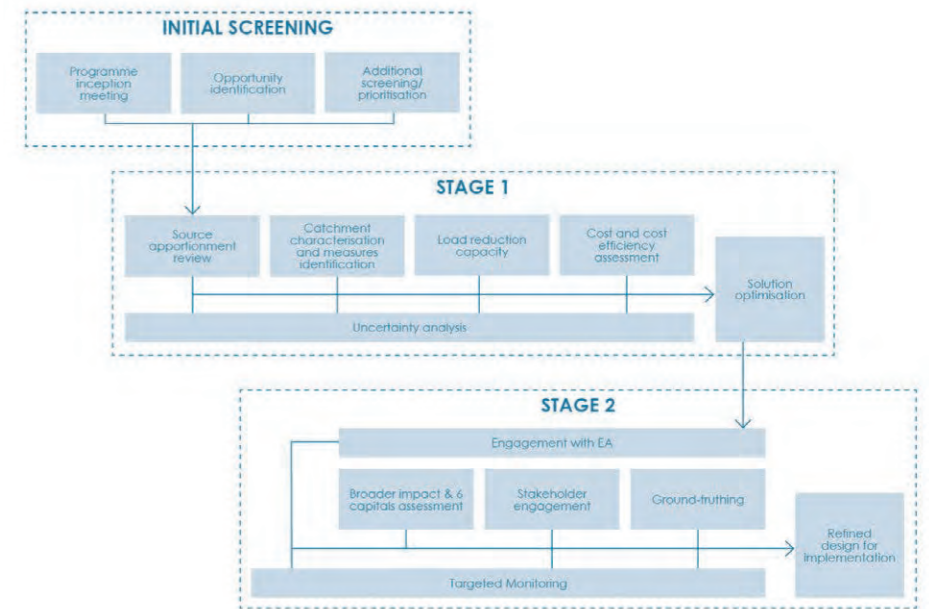 INITIAL SCREENING
Programme
inception
meeting
Opportunity
identification
Additional
screening/
prioritisation
STAGE 1
Source
apportionment
review
Catchment
characterisation
and measures
identification
Load reduction
capacity
Cost and cost
efficiency
assessment
Solution
optimisation
Uncertainty analysis
STAGE 2
Engagement with EA
Broader impact & 6
capitals assessment
Stakeholder
engagement
Ground-truthing
Refined
design for
implementation
Targeted Monitoring